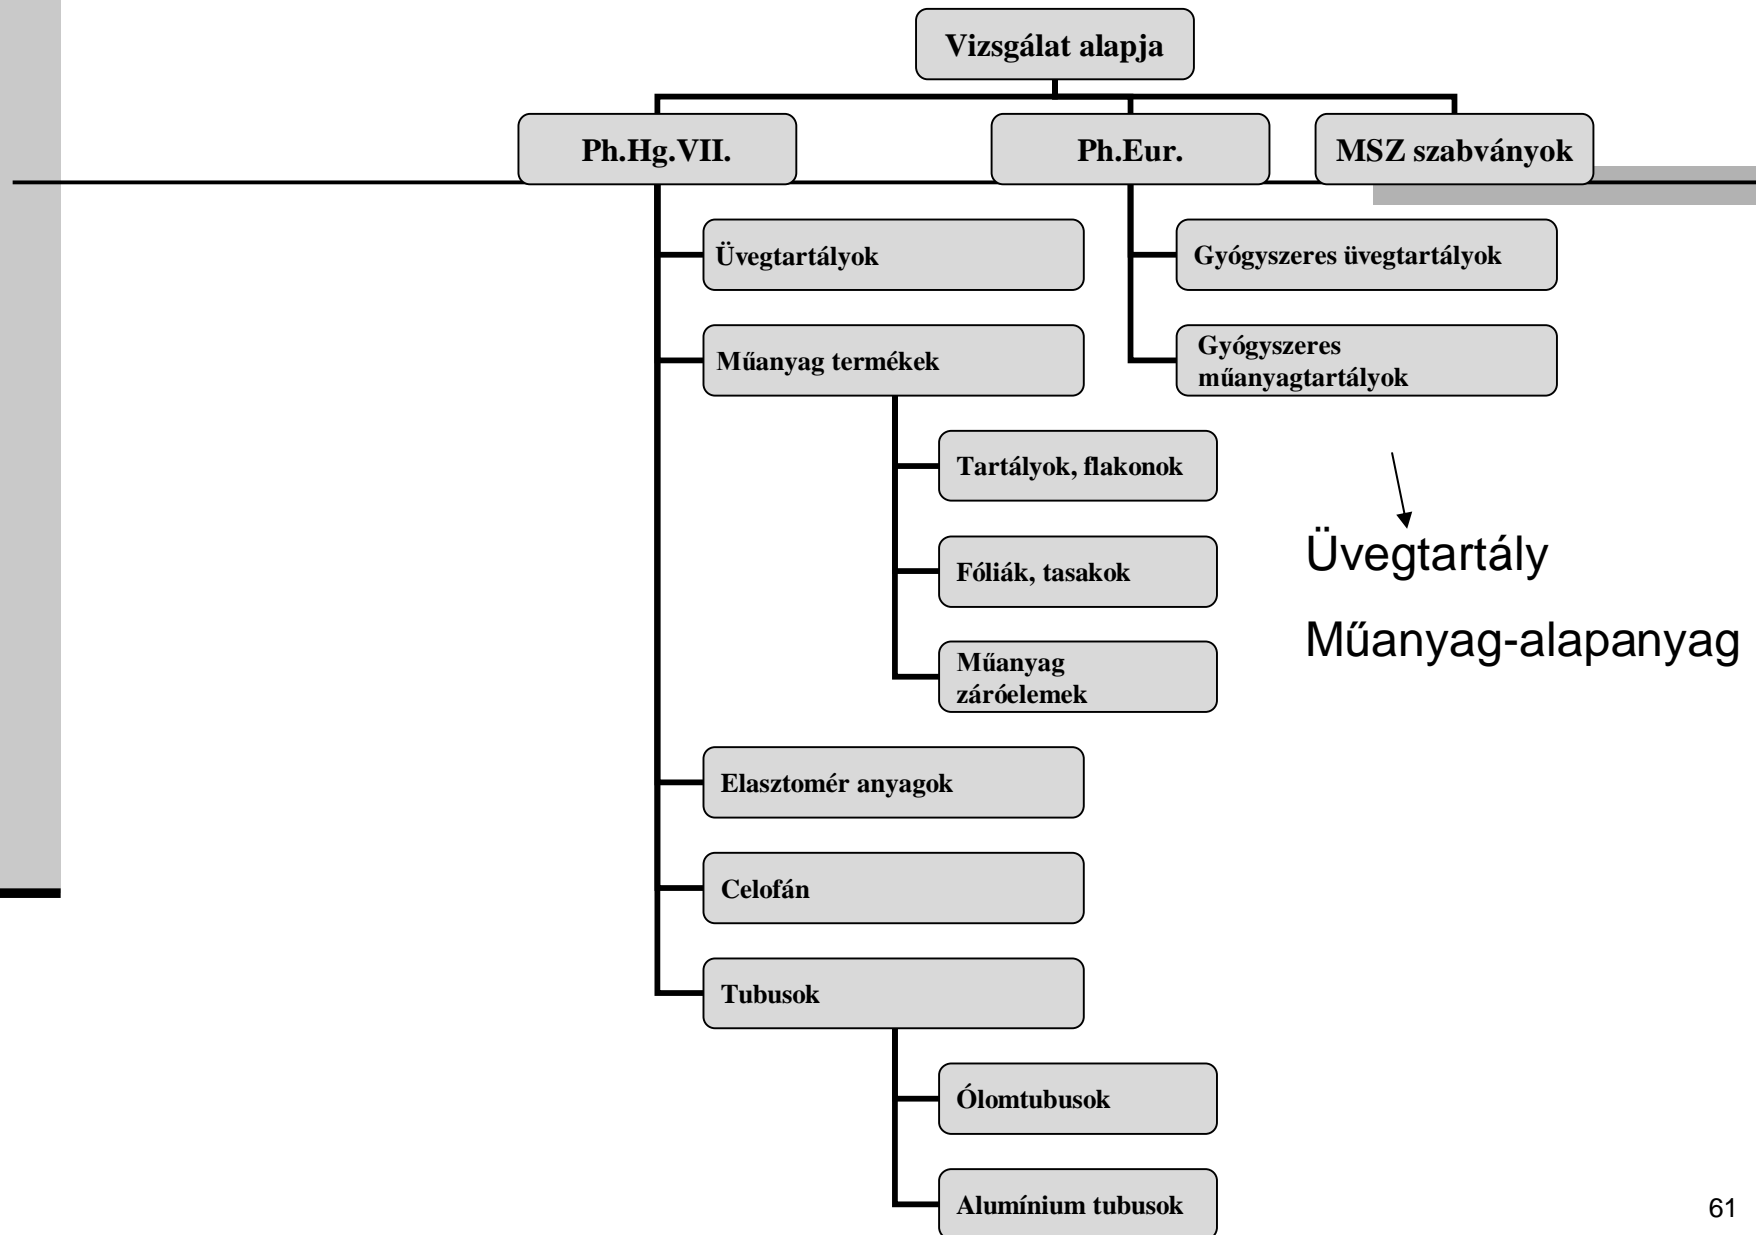 Vizsgálat alapja
Ph.Hg.VII.
Ph.Eur.
MSZ szabványok
Üvegtartályok
Gyógyszeres üvegtartályok
Műanyag termékek
Gyógyszeres
műanyagtartályok
Tartályok, flakonok
Fóliák, tasakok
Műanyag
záróelemek
Üvegtartály
Műanyag-alapanyag
Elasztomér anyagok
Celofán
Tubusok
Ólomtubusok
Alumínium tubusok
61